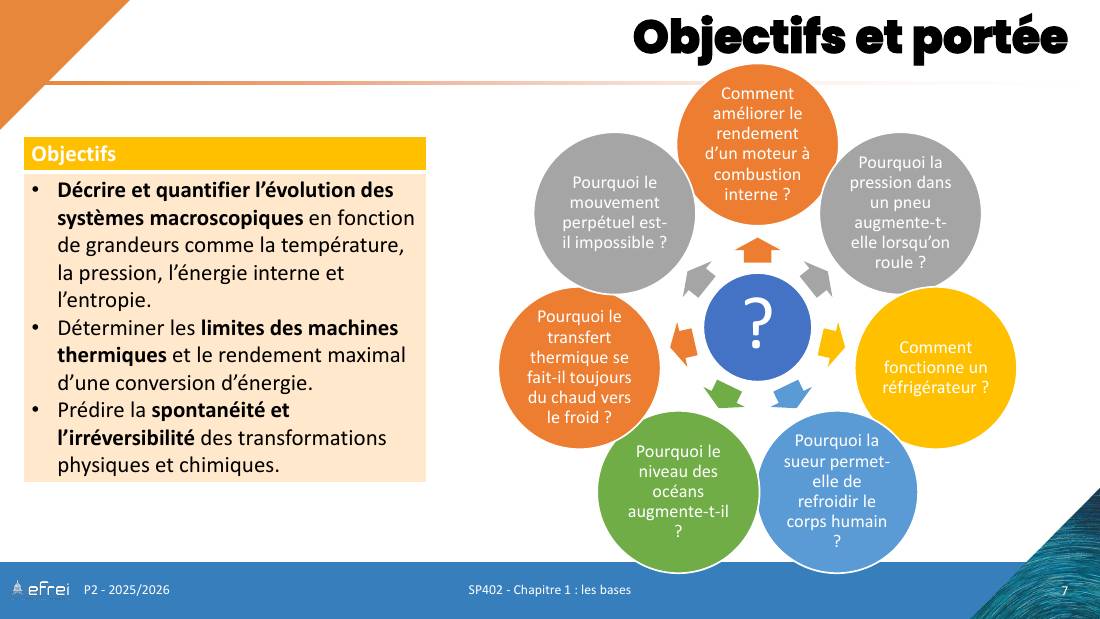 Objectifs et portée
Objectifs
• Décrire et quantifier l'évolution des
systèmes macroscopiques en fonction
de grandeurs comme la température,
la pression, l'énergie interne et
l'entropie.
• Déterminer les limites des machines
thermiques et le rendement maximal
d'une conversion d'énergie.
• Prédire la spontanéité et
l'irréversibilité des transformations
physiques et chimiques.
Comment
améliorer le
rendement
d'un moteur à
combustion
interne ?
Pourquoi la
pression dans
un pneu
augmente-t-
elle lorsqu'on
roule ?
Comment
fonctionne un
réfrigérateur ?
Pourquoi la
sueur permet-
elle de
refroidir le
corps humain
?
Pourquoi le
niveau des
océans
augmente-t-il
?
Pourquoi le
transfert
thermique se
fait-il toujours
du chaud vers
le froid ?
Pourquoi le
mouvement
perpétuel est-
il impossible ?
?
efrei P2 - 2025/2026
SP402 - Chapitre 1 : les bases
7